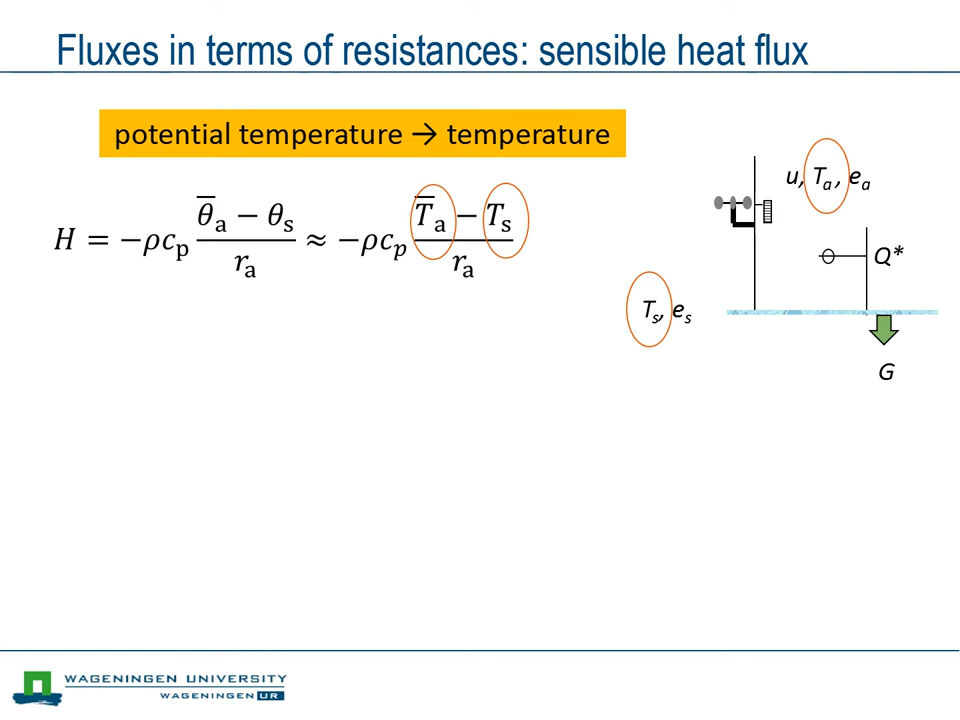 Fluxes in terms of resistances: sensible heat flux
potential temperature → temperature
H = −ρc_p (θ̅_a − θ_s)/r_a ≈ −ρc_p (T̅_a − T_s)/r_a
u, T_a, e_a
Q*
T_s, e_s
G
WAGENINGEN UNIVERSITY
WAGENINGEN UR